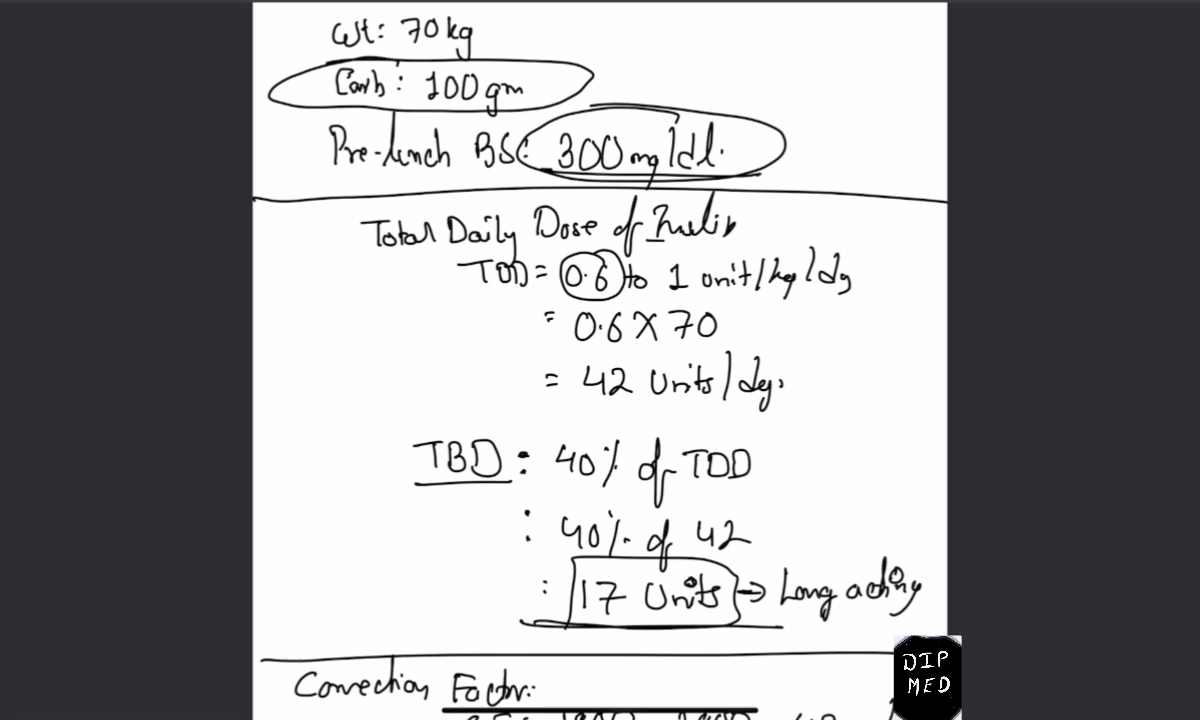 Wt: 70 kg
Carb: 100 gm
Pre-lunch BS: 300 mg/dl.
Total Daily Dose of Insulin
TDD = 0.6 to 1 unit/kg/day
= 0.6 X 70
= 42 Units/day.
TBD : 40% of TDD
: 40% of 42
: 17 Units → Long acting
Correction Factor:
DIP
MED